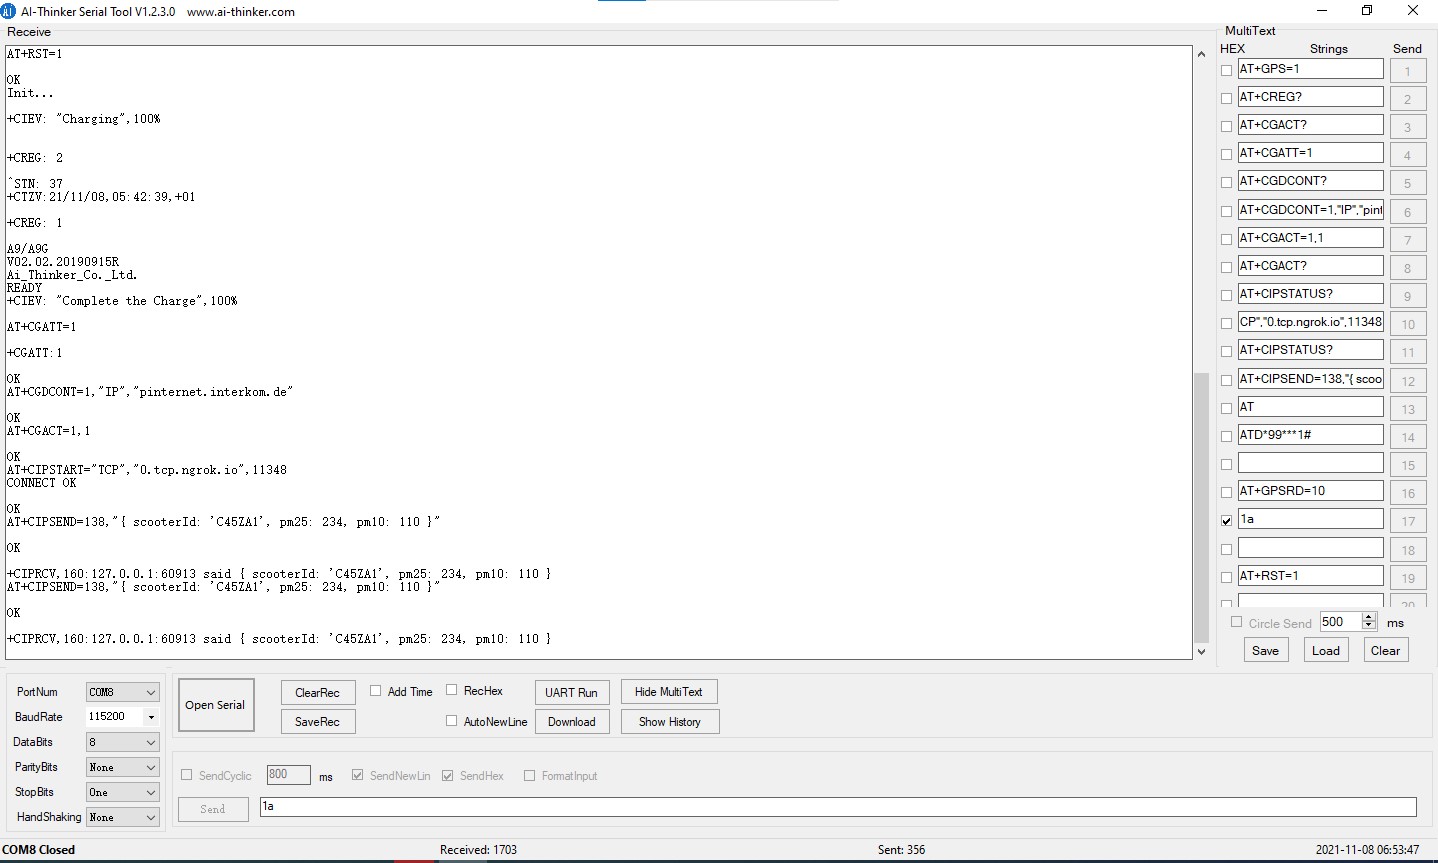 AI-Thinker Serial Tool V1.2.3.0 www.ai-thinker.com
Receive
AT+RST=1
OK
Init...
+CIEV: "Charging",100%
+CREG: 2
^STN: 37
+CTZV:21/11/08,05:42:39,+01
+CREG: 1
A9/A9G
V02.02.20190915R
Ai_Thinker_Co._Ltd.
READY
+CIEV: "Complete the Charge",100%
AT+CGATT=1
+CGATT:1
OK
AT+CGDCONT=1,"IP","pinternet.interkom.de"
OK
AT+CGACT=1,1
OK
AT+CIPSTART="TCP","0.tcp.ngrok.io",11348
CONNECT OK
OK
AT+CIPSEND=138,"{ scooterId: 'C45ZA1', pm25: 234, pm10: 110 }"
OK
+CIPRCV,160:127.0.0.1:60913 said { scooterId: 'C45ZA1', pm25: 234, pm10: 110 }
AT+CIPSEND=138,"{ scooterId: 'C45ZA1', pm25: 234, pm10: 110 }"
OK
+CIPRCV,160:127.0.0.1:60913 said { scooterId: 'C45ZA1', pm25: 234, pm10: 110 }
MultiText
HEX Strings Send
AT+GPS=1 1
AT+CREG? 2
AT+CGACT? 3
AT+CGATT=1 4
AT+CGDCONT? 5
AT+CGDCONT=1,"IP","pint 6
AT+CGACT=1,1 7
AT+CGACT? 8
AT+CIPSTATUS? 9
CP","0.tcp.ngrok.io",11348 10
AT+CIPSTATUS? 11
AT+CIPSEND=138,"{ scoo 12
AT 13
ATD*99***1# 14
15
AT+GPSRD=10 16
1a 17
18
AT+RST=1 19
20
Circle Send 500 ms
Save Load Clear
PortNum COM8
BaudRate 115200
DataBits 8
ParityBits None
StopBits One
HandShaking None
Open Serial
ClearRec Add Time RecHex UART Run Hide MultiText
SaveRec AutoNewLine Download Show History
SendCyclic 800 ms SendNewLin SendHex FormatInput
Send 1a
COM8 Closed Received: 1703 Sent: 356 2021-11-08 06:53:47